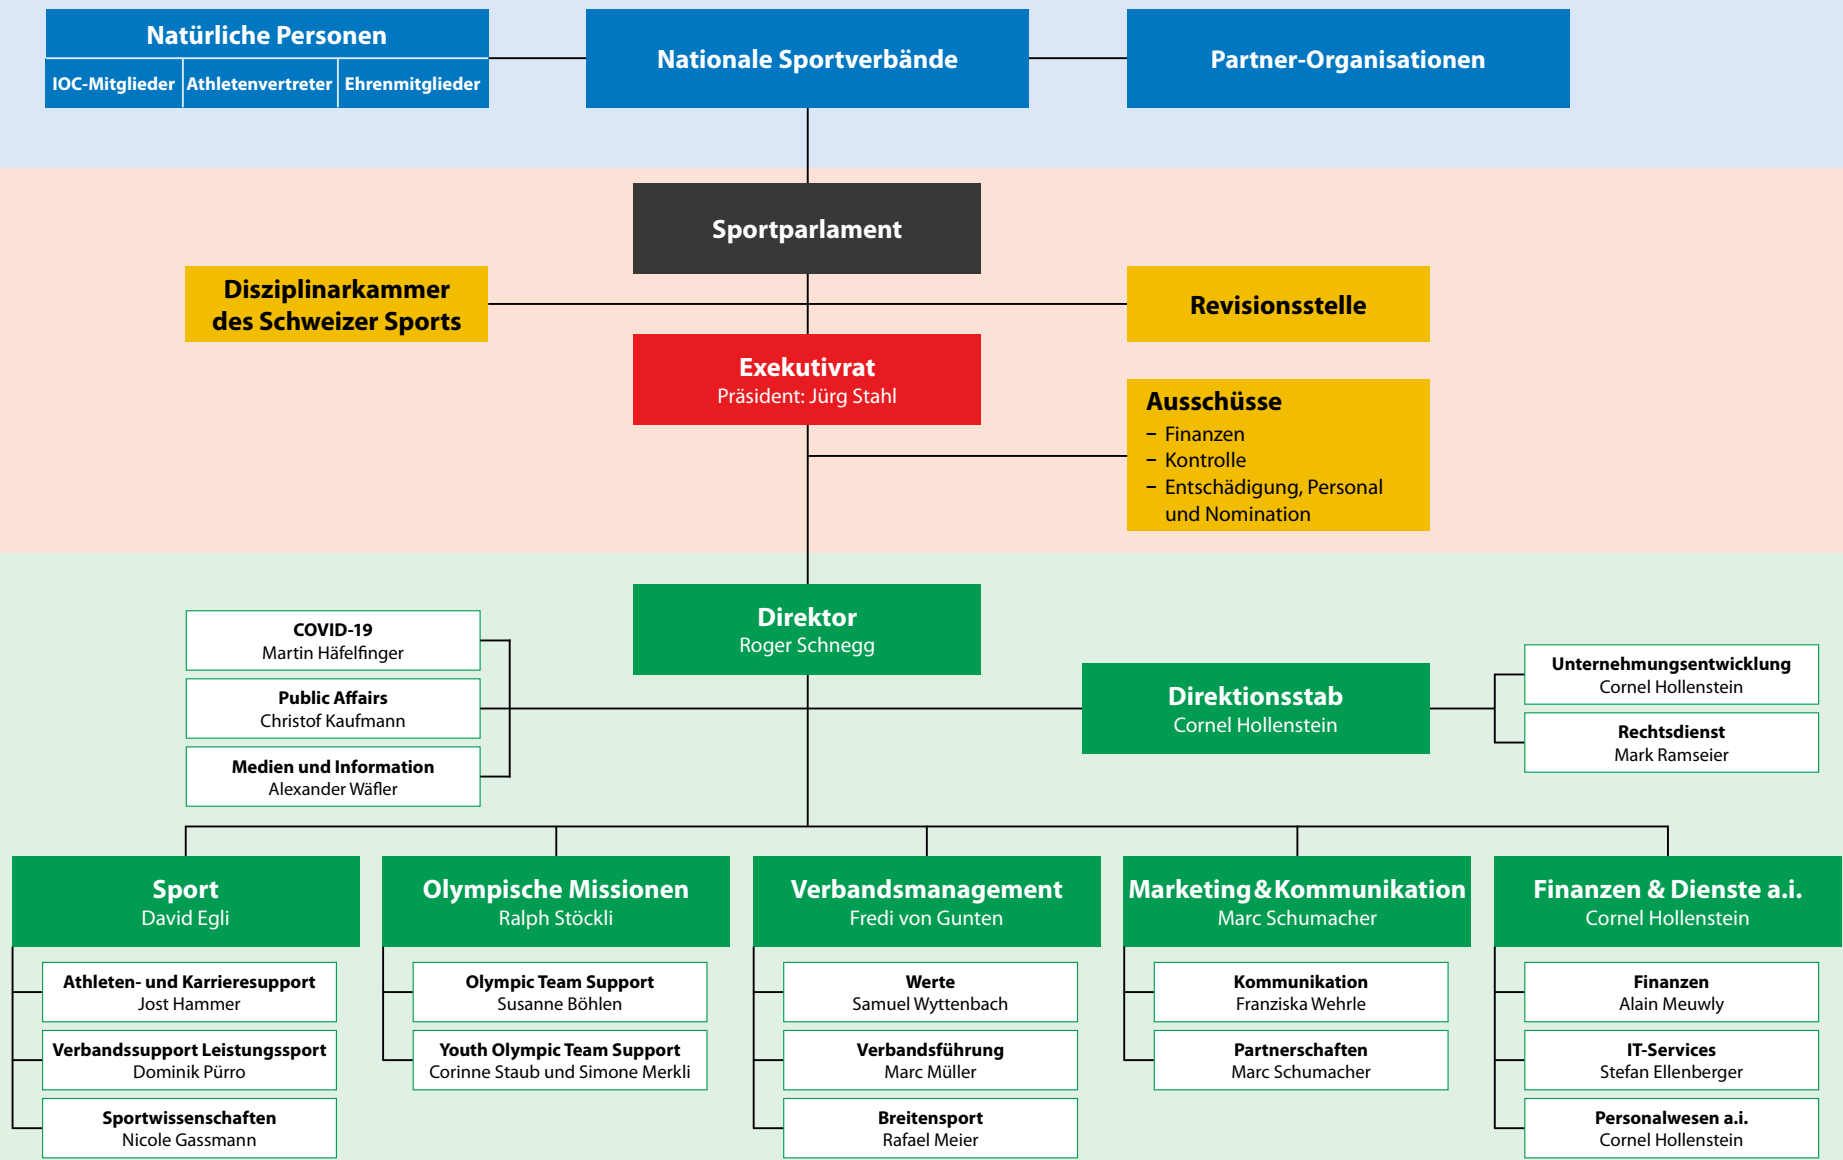 Natürliche Personen
IOC-Mitglieder
Athletenvertreter
Ehrenmitglieder
Nationale Sportverbände
Partner-Organisationen
Sportparlament
Disziplinarkammer
des Schweizer Sports
Revisionsstelle
Exekutivrat
Präsident: Jürg Stahl
Ausschüsse
– Finanzen
– Kontrolle
– Entschädigung, Personal
und Nomination
Direktor
Roger Schnegg
COVID-19
Martin Häfelfinger
Public Affairs
Christof Kaufmann
Medien und Information
Alexander Wäfler
Direktionsstab
Cornel Hollenstein
Unternehmungsentwicklung
Cornel Hollenstein
Rechtsdienst
Mark Ramseier
Sport
David Egli
Athleten- und Karrieresupport
Jost Hammer
Verbandssupport Leistungssport
Dominik Pürro
Sportwissenschaften
Nicole Gassmann
Olympische Missionen
Ralph Stöckli
Olympic Team Support
Susanne Böhlen
Youth Olympic Team Support
Corinne Staub und Simone Merkli
Verbandsmanagement
Fredi von Gunten
Werte
Samuel Wyttenbach
Verbandsführung
Marc Müller
Breitensport
Rafael Meier
Marketing & Kommunikation
Marc Schumacher
Kommunikation
Franziska Wehrle
Partnerschaften
Marc Schumacher
Finanzen & Dienste a.i.
Cornel Hollenstein
Finanzen
Alain Meuwly
IT-Services
Stefan Ellenberger
Personalwesen a.i.
Cornel Hollenstein